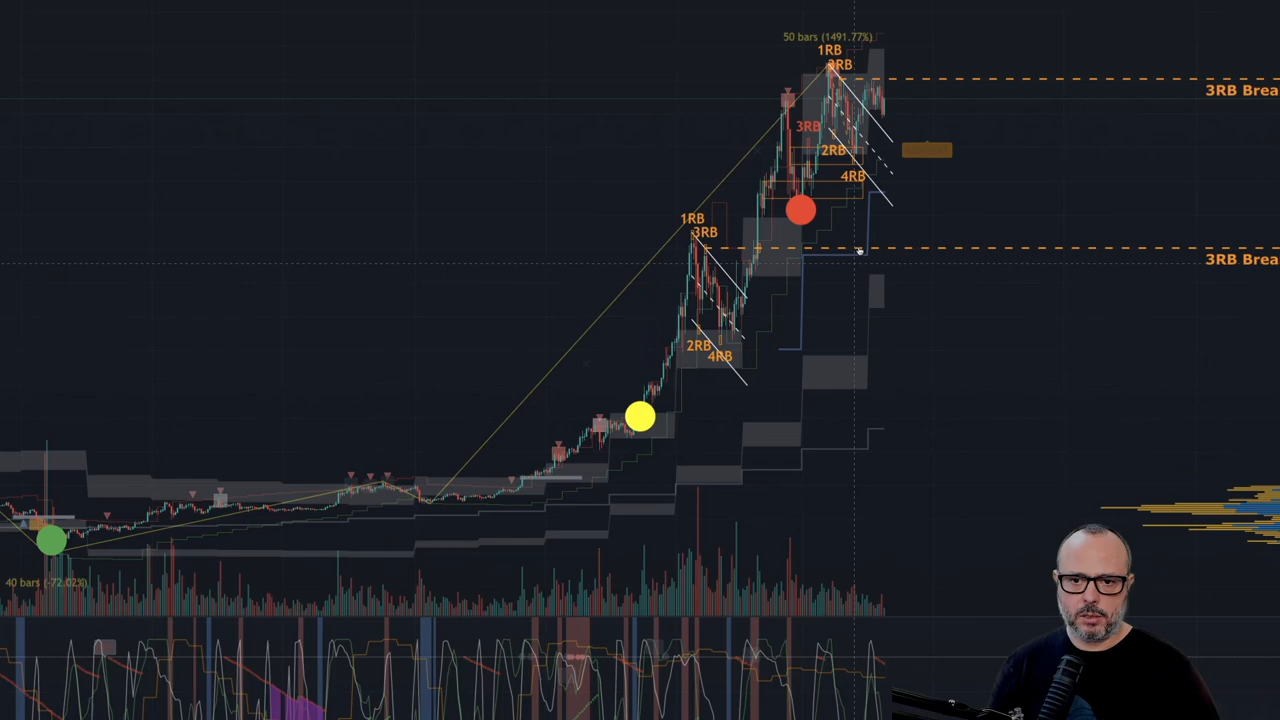 50 bars (1491.77%)
1RB
3RB
3RB Brea
3RB
2RB
4RB
1RB
3RB
3RB Brea
2RB
4RB
40 bars (-72.02%)